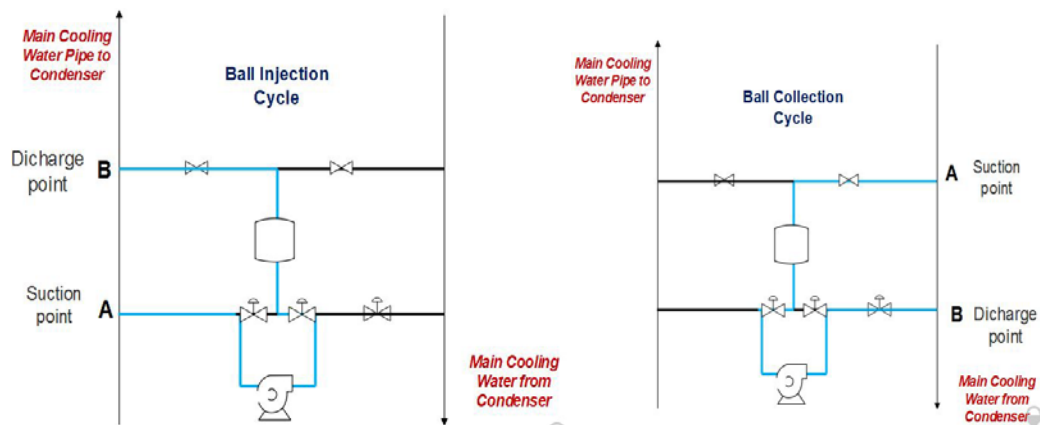 Main Cooling
Water Pipe to
Condenser
Ball Injection
Cycle
Dicharge
point
B
Suction
point
A
Main Cooling
Water from
Condenser
Main Cooling
Water Pipe to
Condenser
Ball Collection
Cycle
A
Suction
point
B
Dicharge
point
Main Cooling
Water from
Condenser